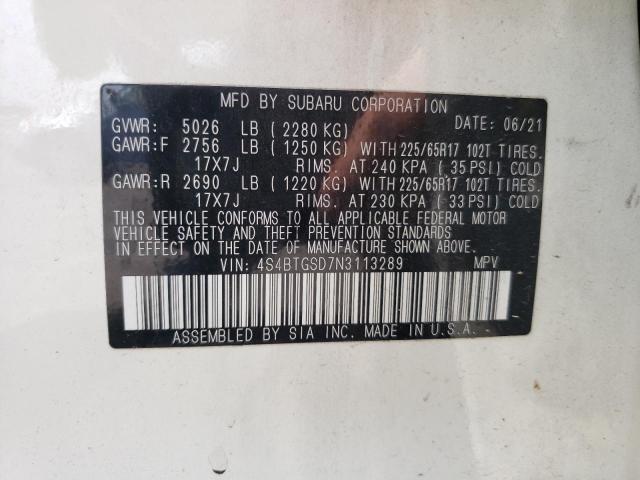 MFD BY SUBARU CORPORATION
GVWR: 5026 LB ( 2280 KG) DATE: 06/21
GAWR:F 2756 LB ( 1250 KG) WITH 225/65R17 102T TIRES.
17X7J RIMS. AT 240 KPA ( 35 PSI) COLD
GAWR:R 2690 LB ( 1220 KG) WITH 225/65R17 102T TIRES.
17X7J RIMS. AT 230 KPA ( 33 PSI) COLD
THIS VEHICLE CONFORMS TO ALL APPLICABLE FEDERAL MOTOR
VEHICLE SAFETY AND THEFT PREVENTION STANDARDS
IN EFFECT ON THE DATE OF MANUFACTURE SHOWN ABOVE.
VIN: 4S4BTGSD7N3113289 MPV
ASSEMBLED BY SIA INC. MADE IN U.S.A.